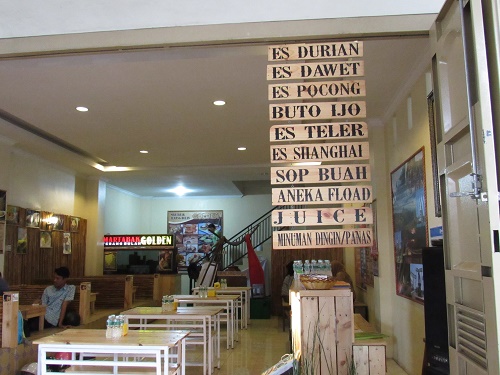 ES DURIAN
ES DAWET
ES POCONG
BUTO IJO
ES TELER
ES SHANGHAI
SOP BUAH
ANEKA FLOAD
JUICE
MINUMAN DINGIN/PANAS
MARTABAK GOLDEN